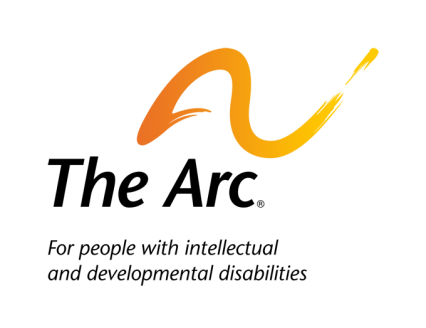 The Arc®
For people with intellectual
and developmental disabilities